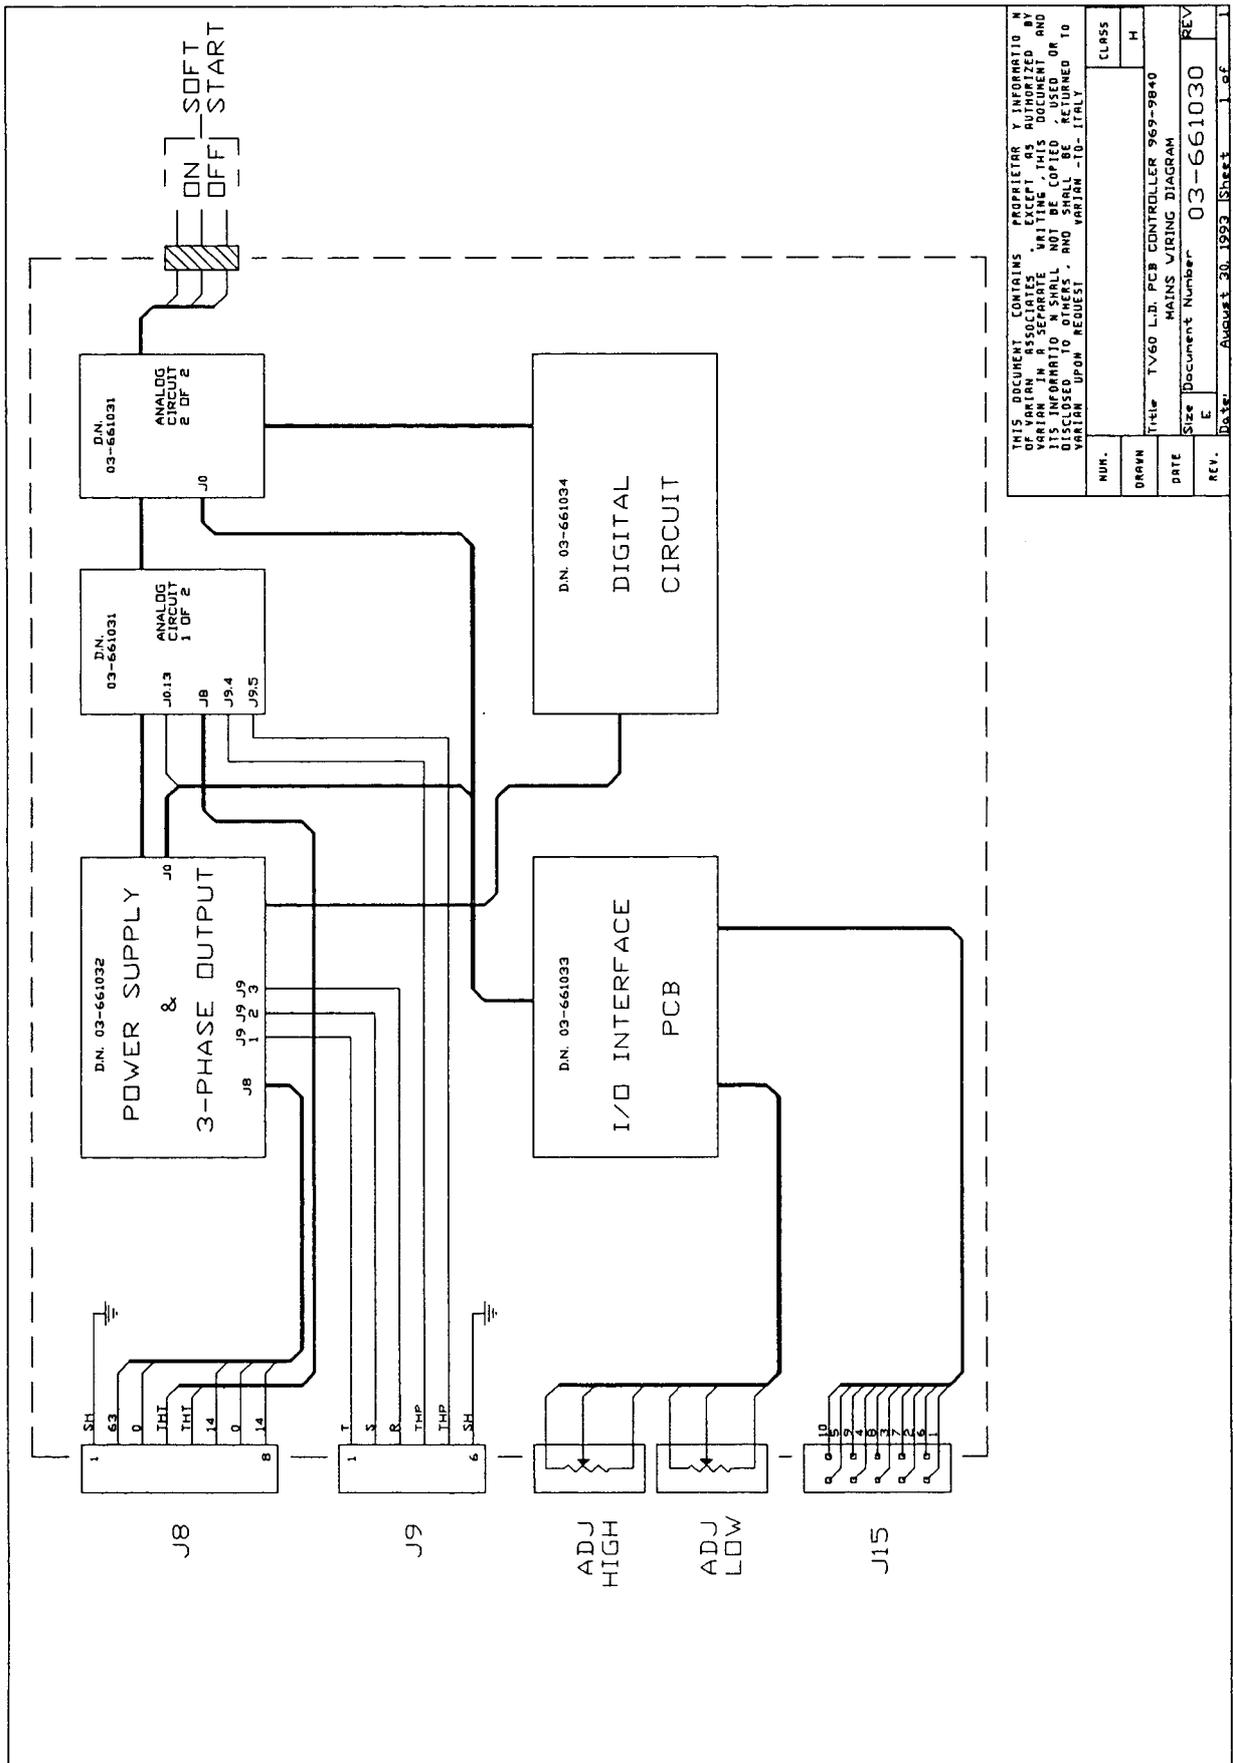 SOFT
START
ON
OFF
D.N.
03-661031
ANALOG
CIRCUIT
2 OF 2
J0
D.N.
03-661031
ANALOG
CIRCUIT
1 OF 2
J0.13
J8
J9.4
J9.5
D.N. 03-661032
POWER SUPPLY
&
3-PHASE OUTPUT
J0
J8
J9 J9 J9
1 2 3
D.N. 03-661034
DIGITAL
CIRCUIT
D.N. 03-661033
I/O INTERFACE
PCB
J8
1
8
SH
63
0
THI
THI
14
0
14
J9
1
6
T
S
R
THP
THP
SH
ADJ
HIGH
ADJ
LOW
J15
10
5
9
4
8
3
7
2
6
1
THIS DOCUMENT CONTAINS PROPRIETAR Y INFORMATIO N
OF VARIAN ASSOCIATES . EXCEPT AS AUTHORIZED BY
VARIAN IN A SEPARATE WRITING , THIS DOCUMENT AND
ITS INFORMATIO N SHALL NOT BE COPIED , USED OR
DISCLOSED TO OTHERS , AND SHALL BE RETURNED TO
VARIAN UPON REQUEST VARIAN -TO- ITALY
NUM.
CLASS
DRAWN
H
DATE
REV.
Title TV60 L.D. PCB CONTROLLER 969-9840
MAINS WIRING DIAGRAM
Size Document Number REV
E 03-661030
Date: August 30, 1993 Sheet 1 of 1